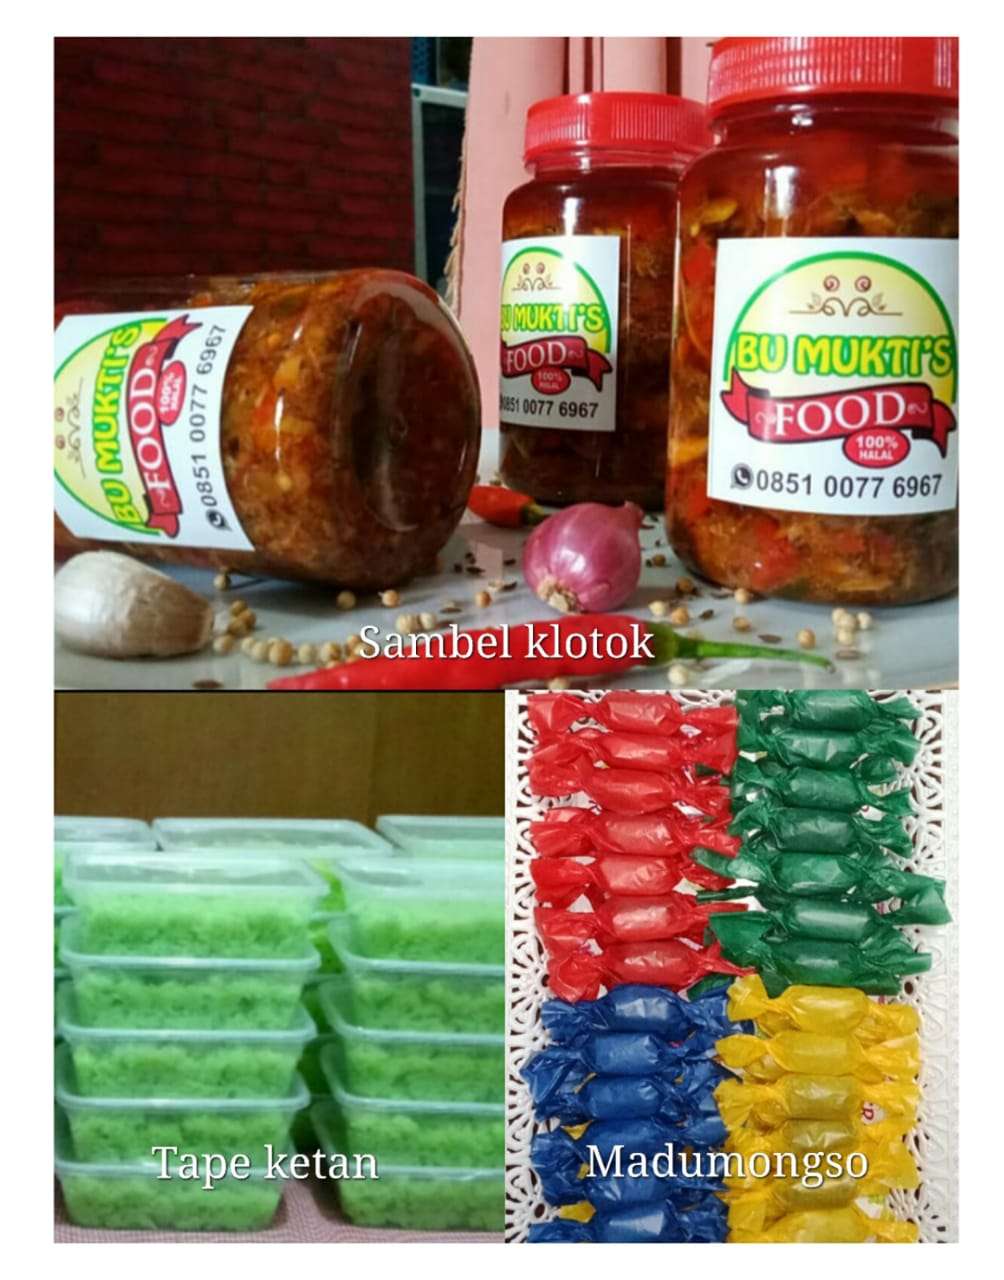 BU MUKTI'S
FOOD
100%
HALAL
0851 0077 6967
BU MUKTI'S
FOOD
100%
HALAL
0851 0077 6967
BU MUKTI'S
FOOD
100%
HALAL
0851 0077 6967
Sambel klotok
Tape ketan
Madumongso